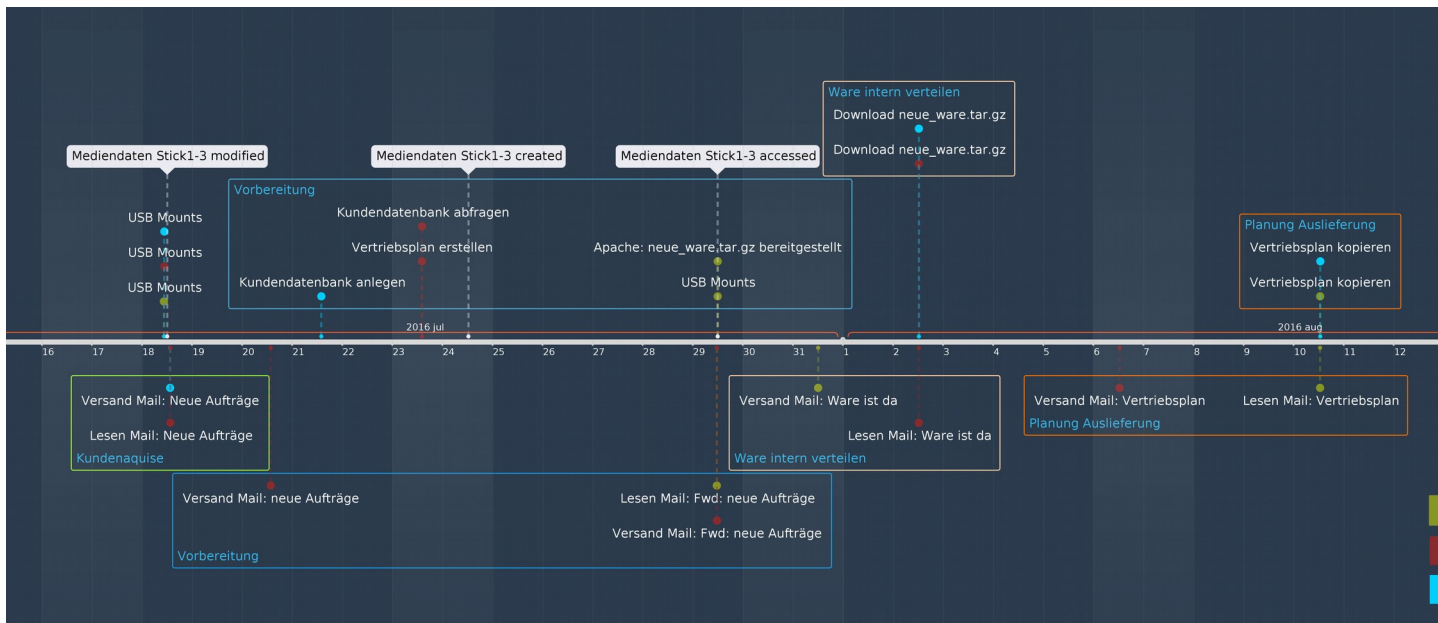 Ware intern verteilen
Download neue_ware.tar.gz
Download neue_ware.tar.gz
Mediendaten Stick1-3 modified
Mediendaten Stick1-3 created
Mediendaten Stick1-3 accessed
Vorbereitung
USB Mounts
USB Mounts
USB Mounts
Kundendatenbank abfragen
Vertriebsplan erstellen
Kundendatenbank anlegen
Apache: neue_ware.tar.gz bereitgestellt
USB Mounts
Planung Auslieferung
Vertriebsplan kopieren
Vertriebsplan kopieren
2016 jul
2016 aug
16 17 18 19 20 21 22 23 24 25 26 27 28 29 30 31 1 2 3 4 5 6 7 8 9 10 11 12
Versand Mail: Neue Aufträge
Lesen Mail: Neue Aufträge
Kundenaquise
Versand Mail: Ware ist da
Lesen Mail: Ware ist da
Ware intern verteilen
Versand Mail: Vertriebsplan
Lesen Mail: Vertriebsplan
Planung Auslieferung
Versand Mail: neue Aufträge
Lesen Mail: Fwd: neue Aufträge
Versand Mail: Fwd: neue Aufträge
Vorbereitung